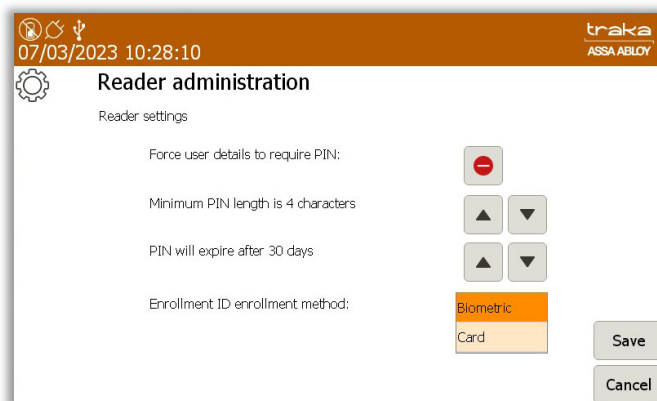 07/03/2023 10:28:10
traka
ASSA ABLOY
Reader administration
Reader settings
Force user details to require PIN:
Minimum PIN length is 4 characters
PIN will expire after 30 days
Enrollment ID enrollment method:
Biometric
Card
Save
Cancel